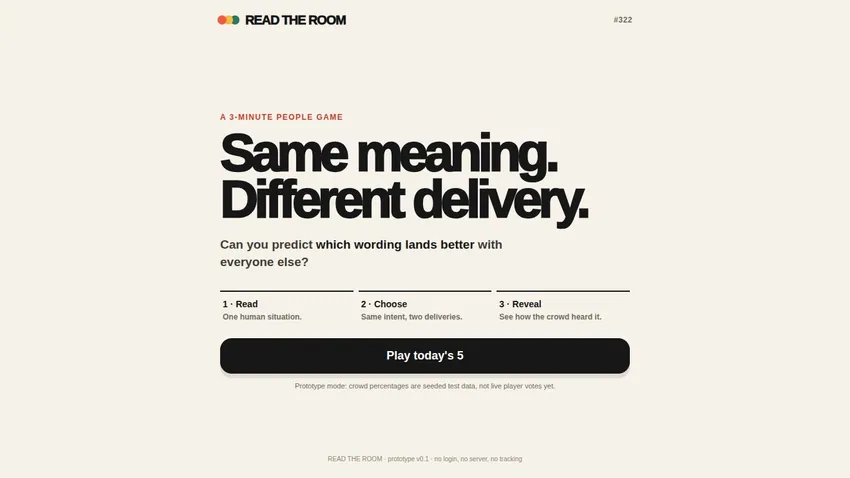 READ THE ROOM
#322
A 3-MINUTE PEOPLE GAME
Same meaning.
Different delivery.
Can you predict which wording lands better with
everyone else?
1 · Read
One human situation.
2 · Choose
Same intent, two deliveries.
3 · Reveal
See how the crowd heard it.
Play today's 5
Prototype mode: crowd percentages are seeded test data, not live player votes yet.
READ THE ROOM · prototype v0.1 · no login, no server, no tracking